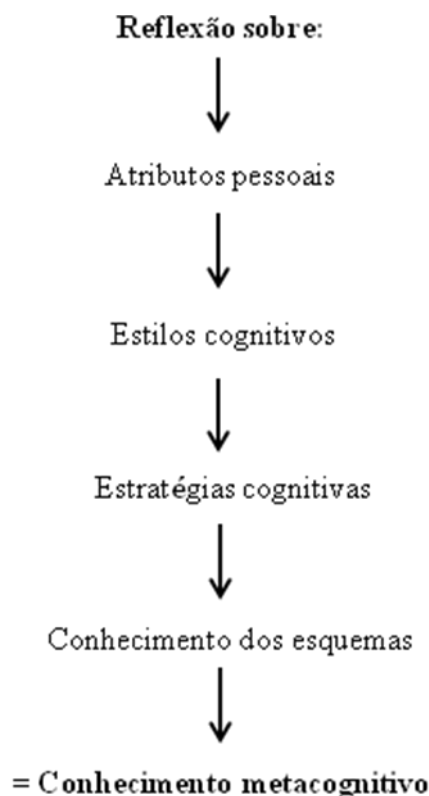 Reflexão sobre:
Atributos pessoais
Estilos cognitivos
Estratégias cognitivas
Conhecimento dos esquemas
= Conhecimento metacognitivo